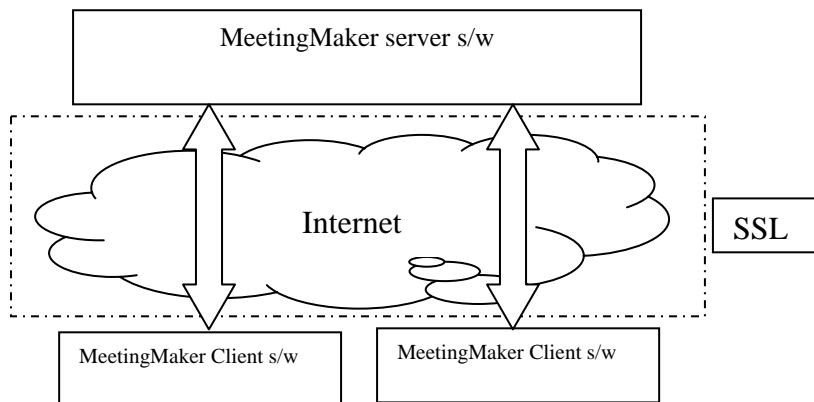 MeetingMaker server s/w
Internet
SSL
MeetingMaker Client s/w
MeetingMaker Client s/w